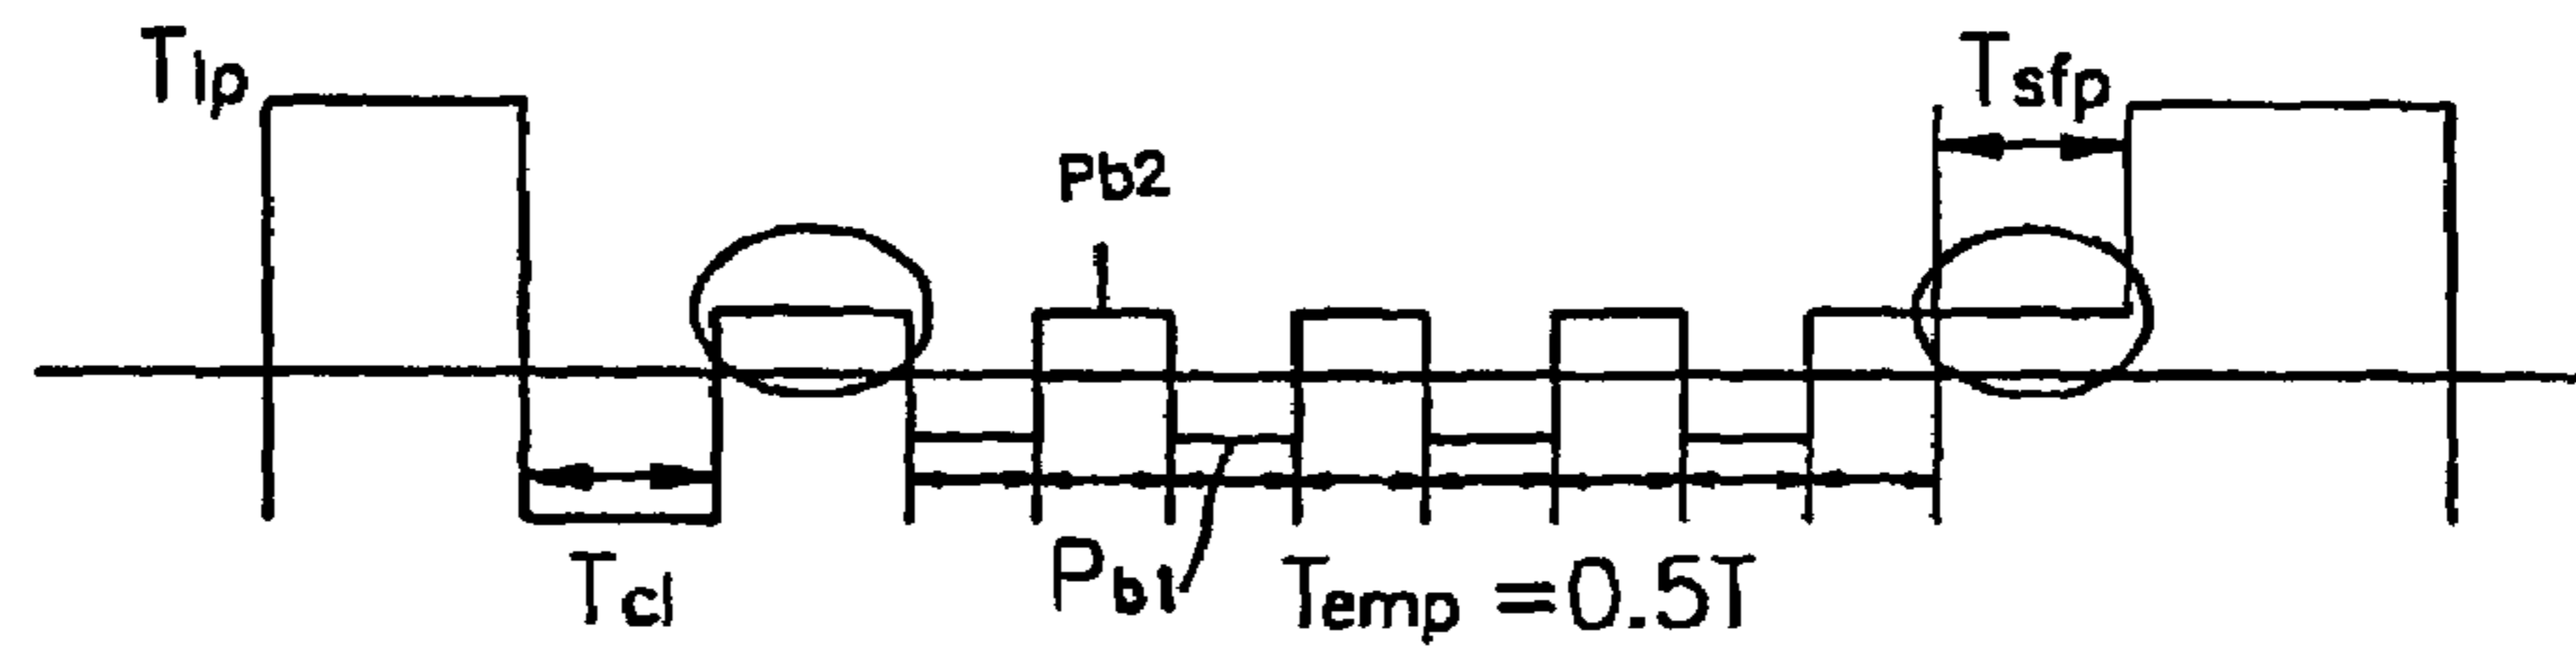 Tlp
Tsfp
Pb2
Tcl
Pb1
Temp =0.5T